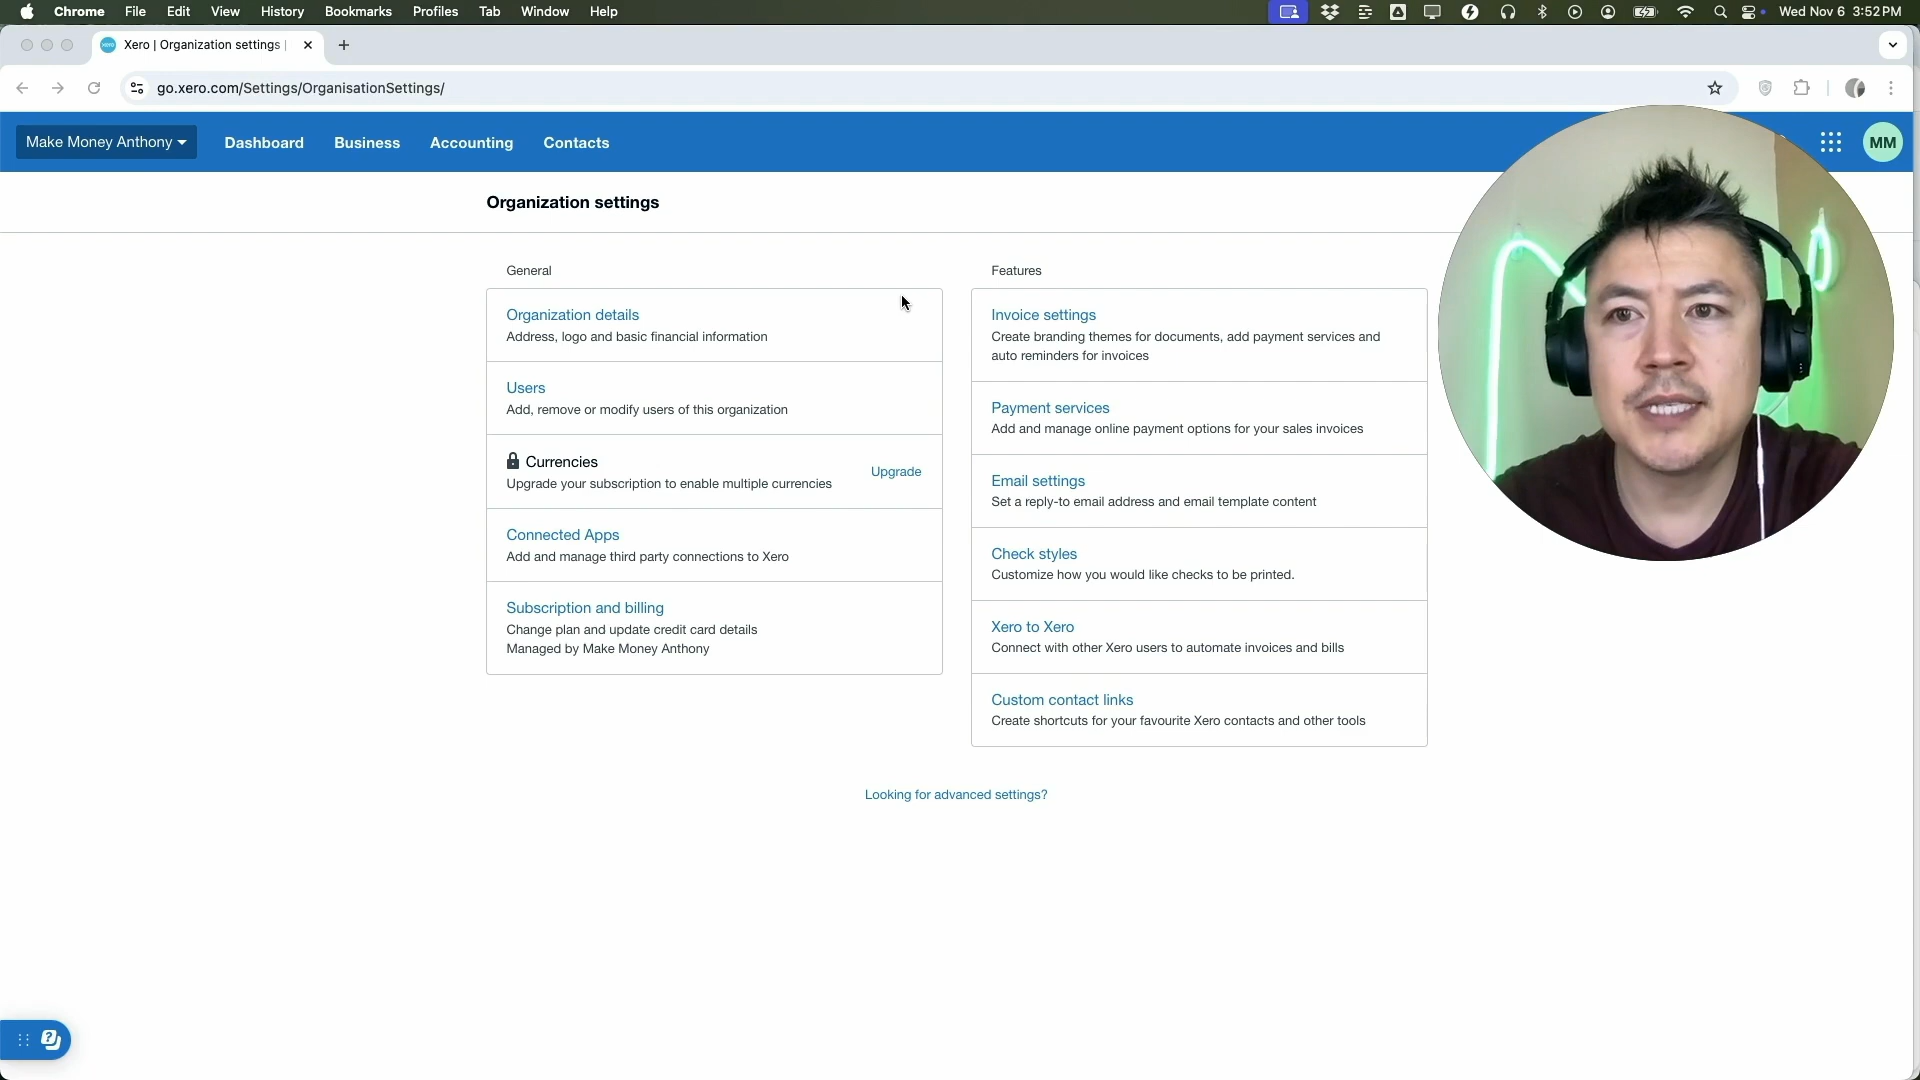 Chrome File Edit View History Bookmarks Profiles Tab Window Help Wed Nov 6 3:52 PM
Xero | Organization settings |
go.xero.com/Settings/OrganisationSettings/
Make Money Anthony Dashboard Business Accounting Contacts MM
Organization settings
General
Organization details
Address, logo and basic financial information
Users
Add, remove or modify users of this organization
Currencies
Upgrade your subscription to enable multiple currencies
Upgrade
Connected Apps
Add and manage third party connections to Xero
Subscription and billing
Change plan and update credit card details
Managed by Make Money Anthony
Features
Invoice settings
Create branding themes for documents, add payment services and
auto reminders for invoices
Payment services
Add and manage online payment options for your sales invoices
Email settings
Set a reply-to email address and email template content
Check styles
Customize how you would like checks to be printed.
Xero to Xero
Connect with other Xero users to automate invoices and bills
Custom contact links
Create shortcuts for your favourite Xero contacts and other tools
Looking for advanced settings?